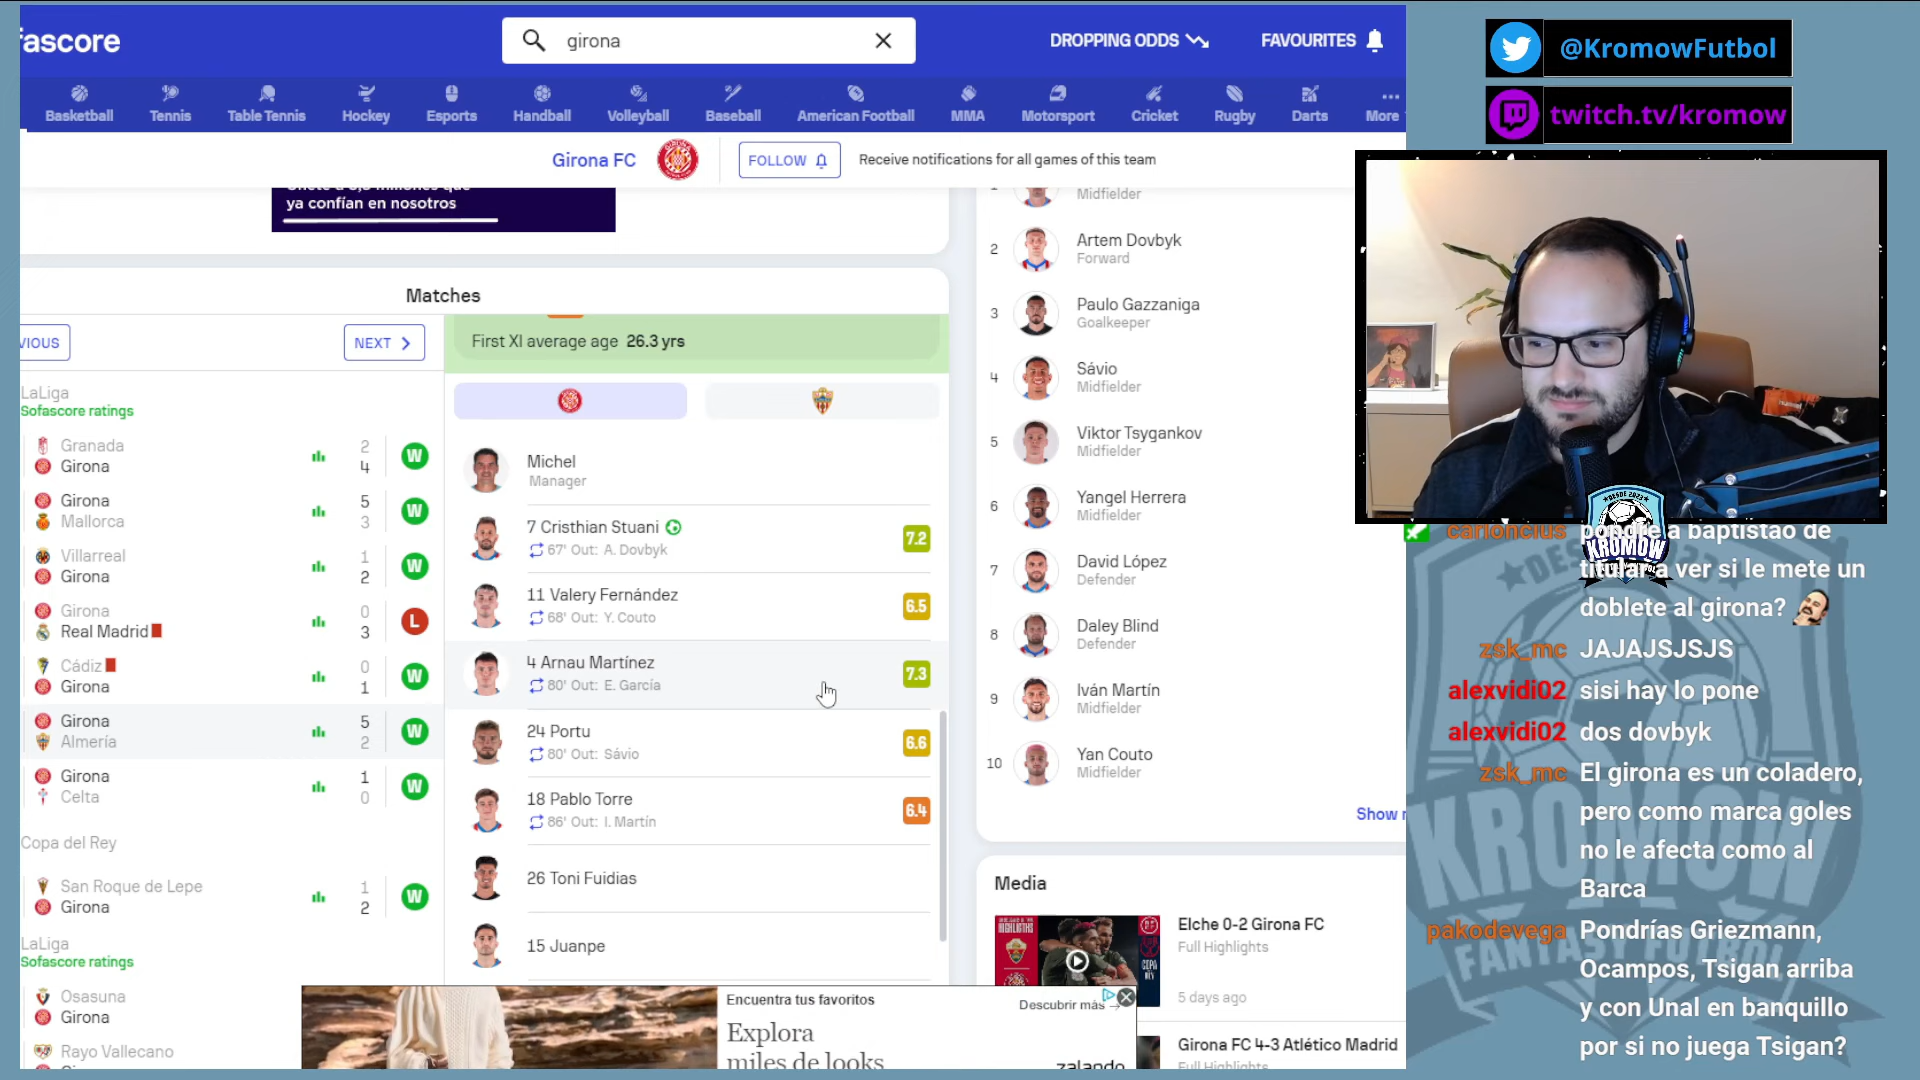 fascore
girona
DROPPING ODDS
FAVOURITES
Basketball
Tennis
Table Tennis
Hockey
Esports
Handball
Volleyball
Baseball
American Football
MMA
Motorsport
Cricket
Rugby
Darts
More
Girona FC
FOLLOW
Receive notifications for all games of this team
ya confían en nosotros
Matches
VIOUS
NEXT
LaLiga
Sofascore ratings
Granada 2
Girona 4
W
Girona 5
Mallorca 3
W
Villarreal 1
Girona 2
W
Girona 0
Real Madrid 3
L
Cádiz 0
Girona 1
W
Girona 5
Almería 2
W
Girona 1
Celta 0
W
Copa del Rey
San Roque de Lepe 1
Girona 2
W
LaLiga
Sofascore ratings
Osasuna
Girona
Rayo Vallecano
First XI average age 26.3 yrs
Michel
Manager
7 Cristhian Stuani
67' Out: A. Dovbyk
7.2
11 Valery Fernández
68' Out: Y. Couto
6.5
4 Arnau Martínez
80' Out: E. García
7.3
24 Portu
80' Out: Sávio
6.6
18 Pablo Torre
86' Out: I. Martín
6.4
26 Toni Fuidias
15 Juanpe
Midfielder
2 Artem Dovbyk
Forward
3 Paulo Gazzaniga
Goalkeeper
4 Sávio
Midfielder
5 Viktor Tsygankov
Midfielder
6 Yangel Herrera
Midfielder
7 David López
Defender
8 Daley Blind
Defender
9 Iván Martín
Midfielder
10 Yan Couto
Midfielder
Show
Media
Elche 0-2 Girona FC
Full Highlights
5 days ago
Girona FC 4-3 Atlético Madrid
Full Highlights
Encuentra tus favoritos
Explora
miles de looks
Descubrir más →
zalando
@KromowFutbol
twitch.tv/kromow
DESDE 2023
KROMOW
carloncius pondre a baptistao de
titular a ver si le mete un
doblete al girona?
zsk_mc JAJAJSJSJS
alexvidi02 sisi hay lo pone
alexvidi02 dos dovbyk
zsk_mc El girona es un coladero,
pero como marca goles
no le afecta como al
Barca
pakodevega Pondrías Griezmann,
Ocampos, Tsigan arriba
y con Unal en banquillo
por si no juega Tsigan?
KROMOW
FANTASY FUTBOL